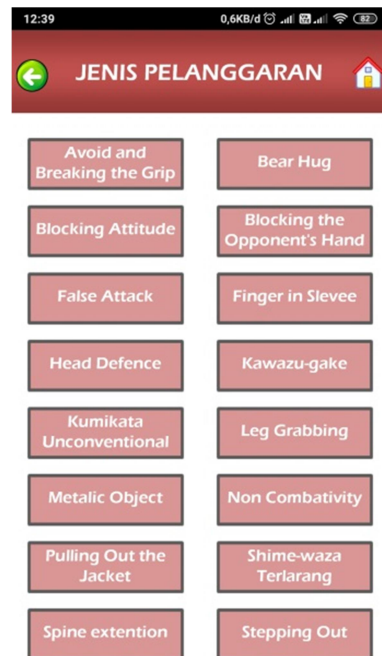 12:39 0,6KB/d 82
JENIS PELANGGARAN
Avoid and
Breaking the Grip
Bear Hug
Blocking Attitude
Blocking the
Opponent's Hand
False Attack
Finger in Slevee
Head Defence
Kawazu-gake
Kumikata
Unconventional
Leg Grabbing
Metalic Object
Non Combativity
Pulling Out the
Jacket
Shime-waza
Terlarang
Spine extention
Stepping Out